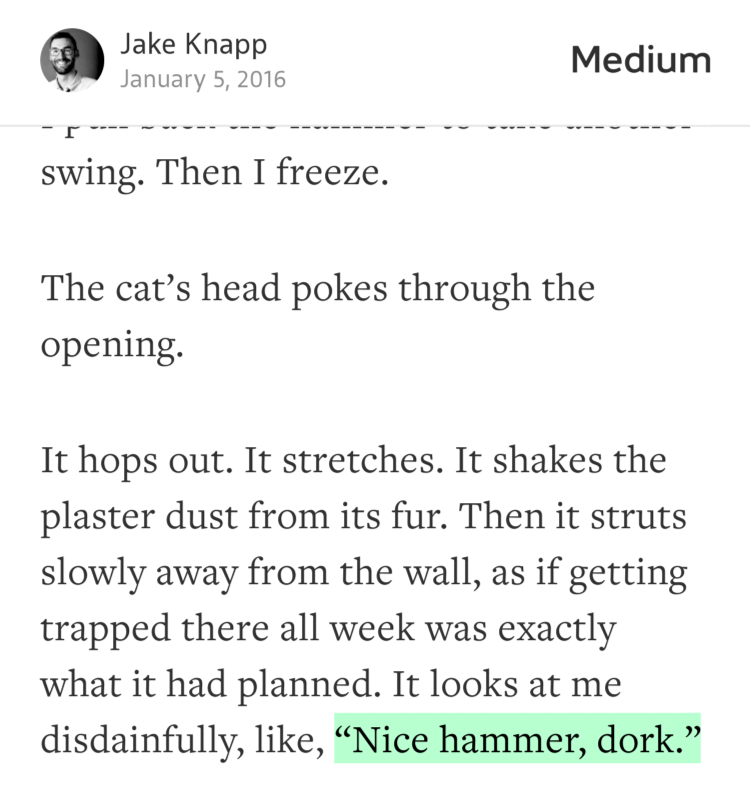 Jake Knapp
January 5, 2016
Medium
swing. Then I freeze.
The cat’s head pokes through the
opening.
It hops out. It stretches. It shakes the
plaster dust from its fur. Then it struts
slowly away from the wall, as if getting
trapped there all week was exactly
what it had planned. It looks at me
disdainfully, like, “Nice hammer, dork.”